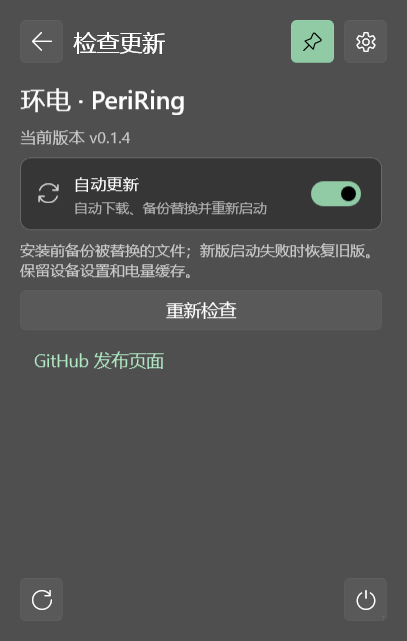 检查更新
环电 · PeriRing
当前版本 v0.1.4
自动更新
自动下载、备份替换并重新启动
安装前备份被替换的文件；新版启动失败时恢复旧版。
保留设备设置和电量缓存。
重新检查
GitHub 发布页面